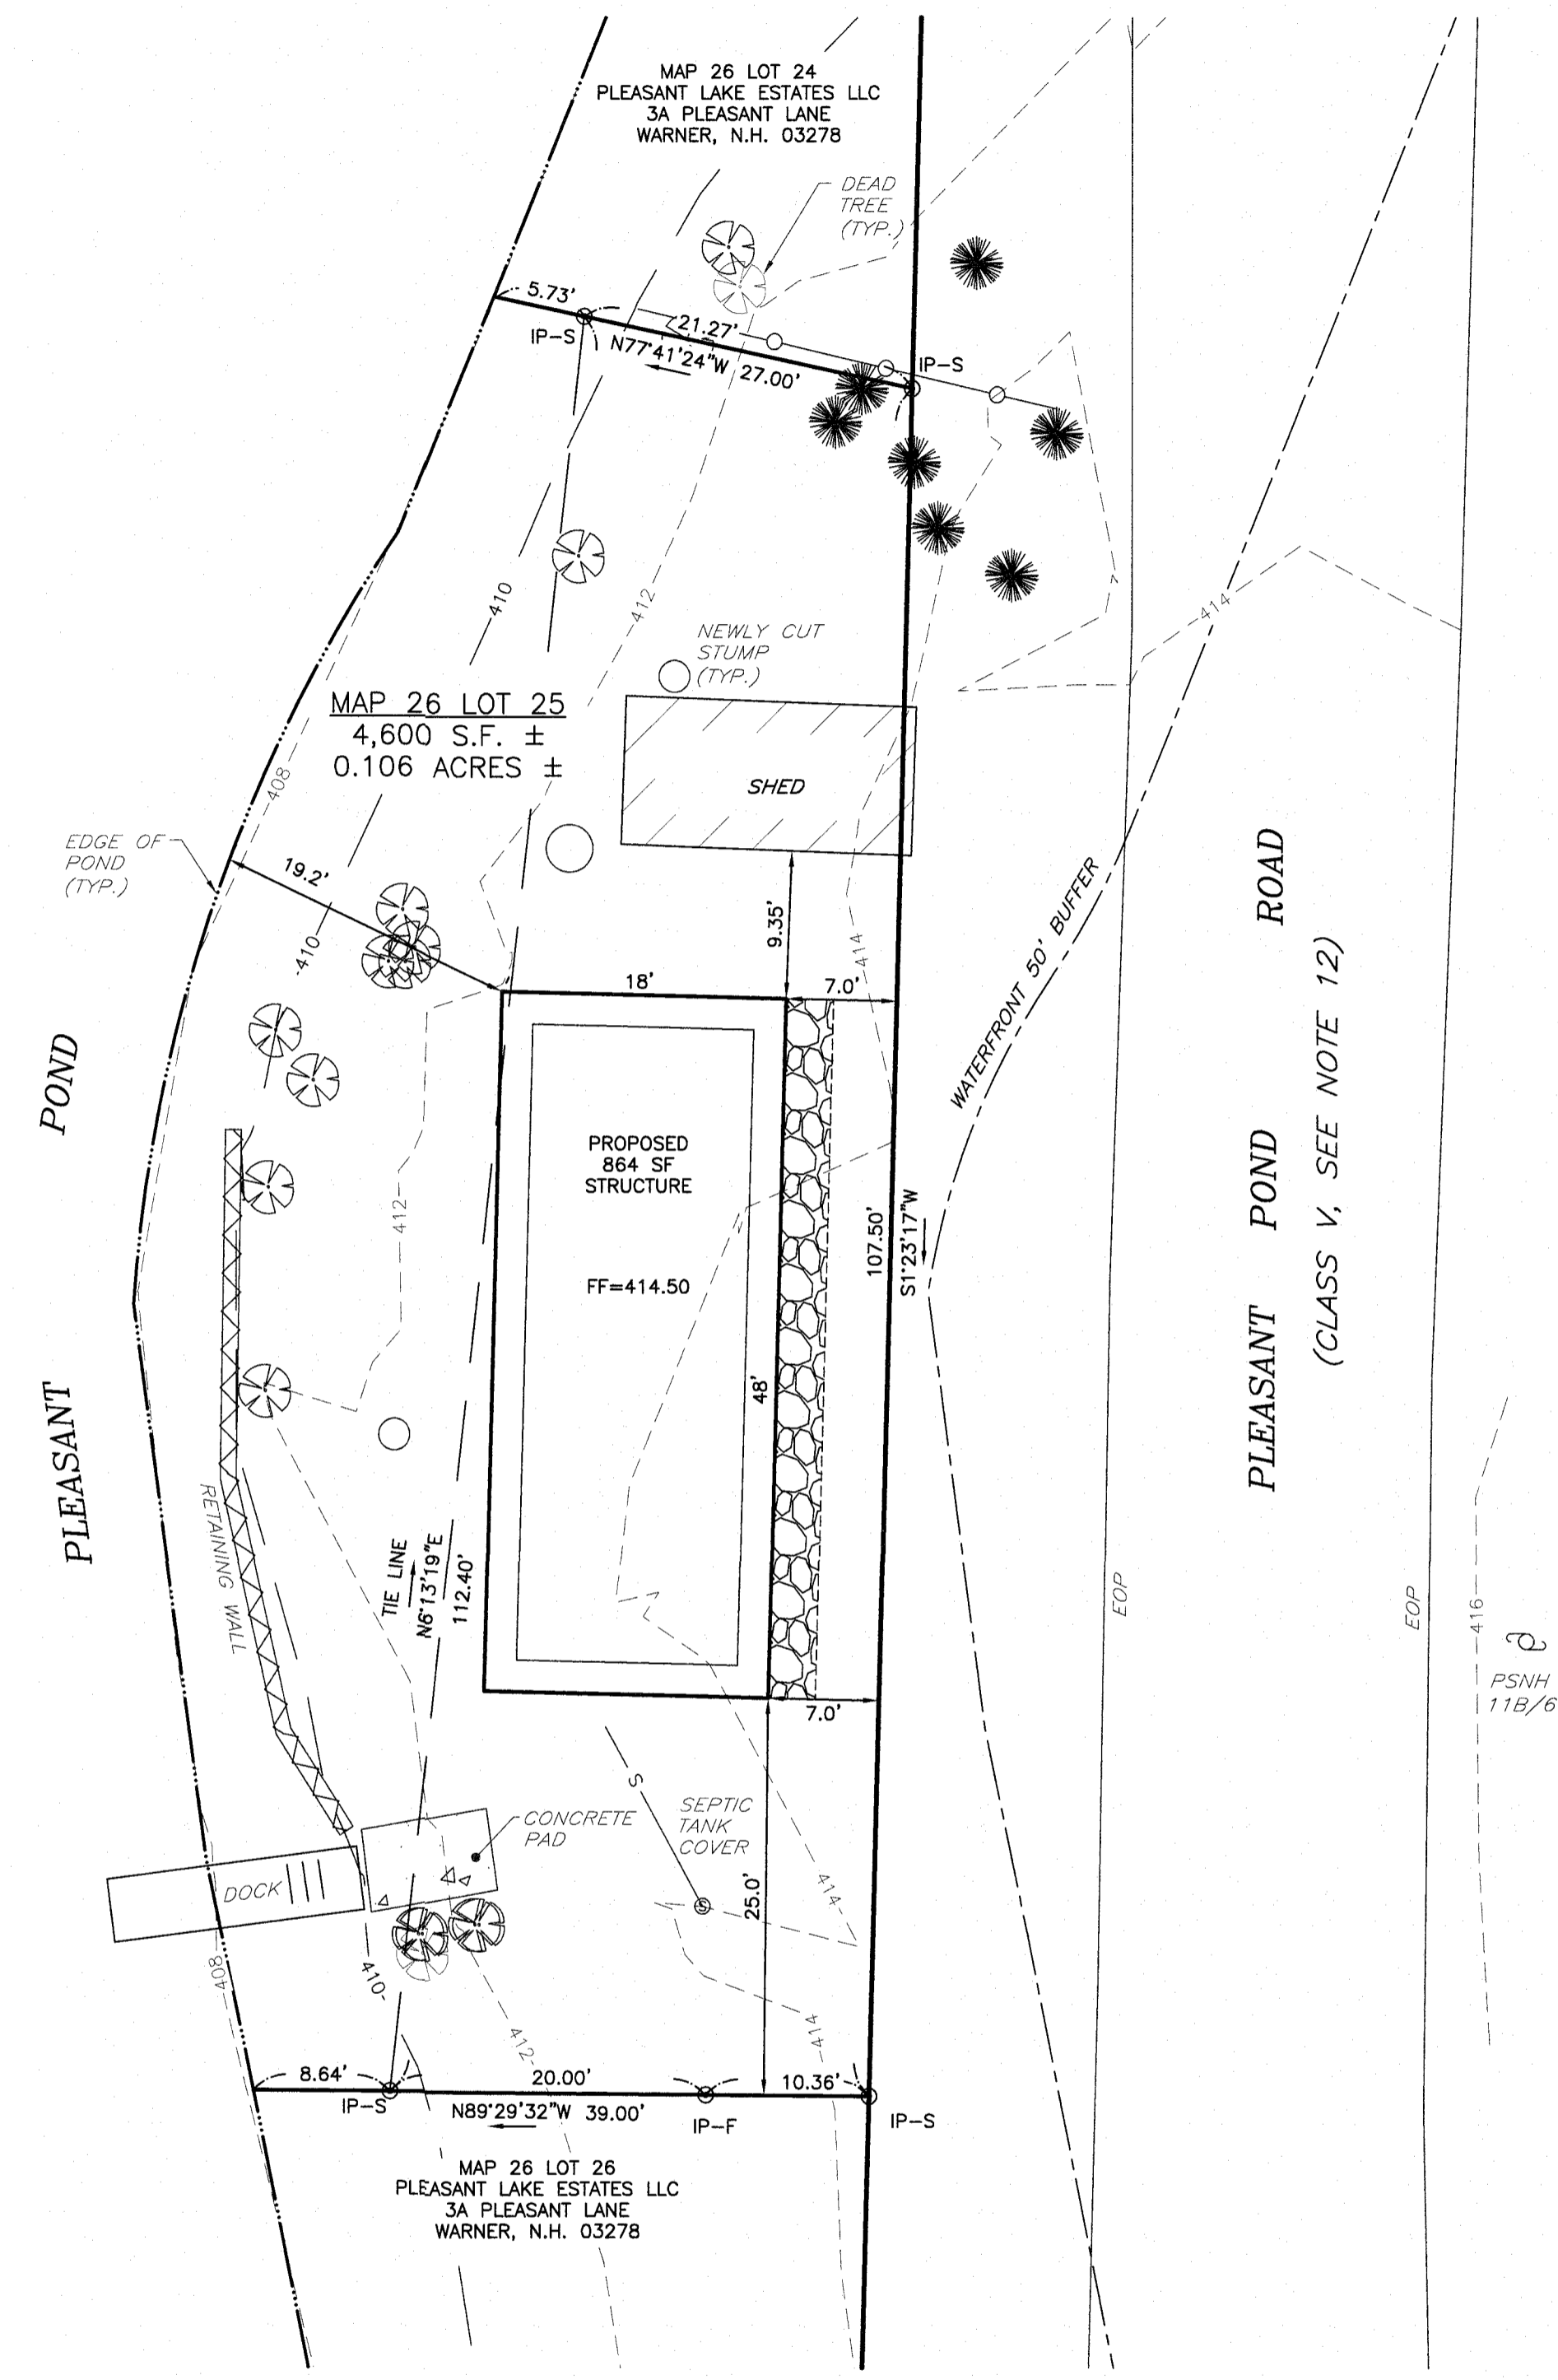 MAP 26 LOT 24
PLEASANT LAKE ESTATES LLC
3A PLEASANT LANE
WARNER, N.H. 03278
DEAD
TREE
(TYP.)
5.73'
21.27'
IP-S
N77°41'24"W 27.00'
IP-S
410
412
414
NEWLY CUT
STUMP
(TYP.)
MAP 26 LOT 25
4,600 S.F. ±
0.106 ACRES ±
408
SHED
EDGE OF
POND
(TYP.)
19.2'
410
9.35'
414
18'
7.0'
WATERFRONT 50' BUFFER
PLEASANT POND ROAD
(CLASS V, SEE NOTE 12)
PLEASANT POND
PROPOSED
864 SF
STRUCTURE
412
107.50'
S1°23'17"W
FF=414.50
48'
RETAINING WALL
TIE LINE
N6°13'19"E
112.40'
EOP
EOP
416
PSNH
11B/6
7.0'
S
CONCRETE
PAD
SEPTIC
TANK
COVER
DOCK
S
25.0'
414
408
410
412
414
8.64'
20.00'
10.36'
IP-S
N89°29'32"W 39.00'
IP-F
IP-S
MAP 26 LOT 26
PLEASANT LAKE ESTATES LLC
3A PLEASANT LANE
WARNER, N.H. 03278